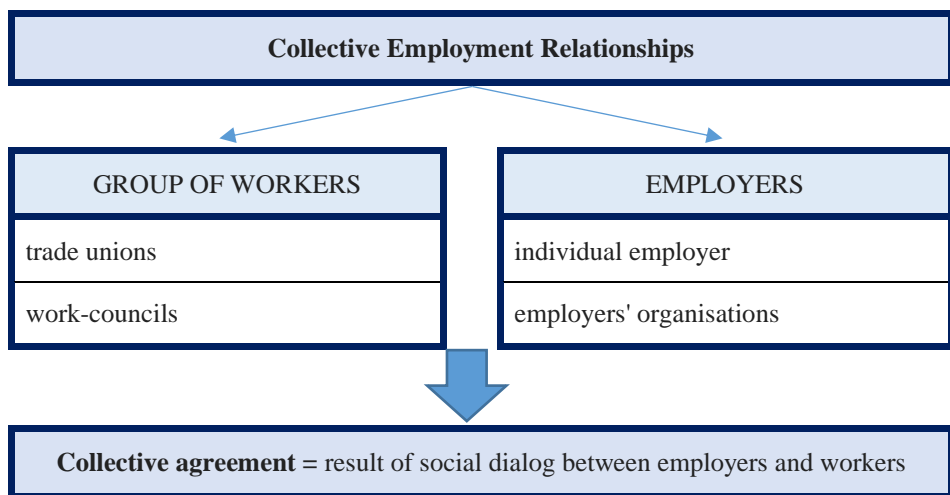 Collective Employment Relationships
GROUP OF WORKERS
trade unions
work-councils
EMPLOYERS
individual employer
employers' organisations
Collective agreement = result of social dialog between employers and workers